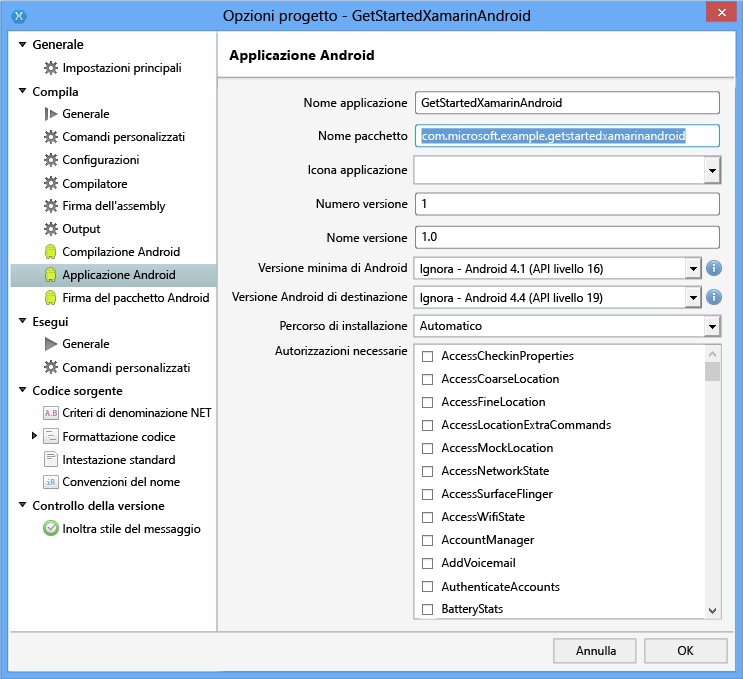 Opzioni progetto - GetStartedXamarinAndroid
Generale
Impostazioni principali
Compila
Generale
Comandi personalizzati
Configurazioni
Compilatore
Firma dell'assembly
Output
Compilazione Android
Applicazione Android
Firma del pacchetto Android
Esegui
Generale
Comandi personalizzati
Codice sorgente
A.B Criteri di denominazione NET
Formattazione codice
Intestazione standard
iR Convenzioni del nome
Controllo della versione
Inoltra stile del messaggio
Applicazione Android
Nome applicazione GetStartedXamarinAndroid
Nome pacchetto com.microsoft.example.getstartedxamarinandroid
Icona applicazione
Numero versione 1
Nome versione 1.0
Versione minima di Android Ignora - Android 4.1 (API livello 16)
Versione Android di destinazione Ignora - Android 4.4 (API livello 19)
Percorso di installazione Automatico
Autorizzazioni necessarie
AccessCheckinProperties
AccessCoarseLocation
AccessFineLocation
AccessLocationExtraCommands
AccessMockLocation
AccessNetworkState
AccessSurfaceFlinger
AccessWifiState
AccountManager
AddVoicemail
AuthenticateAccounts
BatteryStats
Annulla
OK